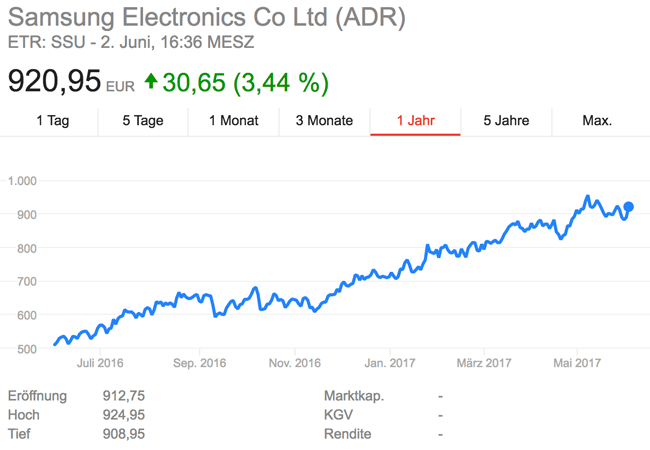 Samsung Electronics Co Ltd (ADR)
ETR: SSU - 2. Juni, 16:36 MESZ
920,95 EUR 30,65 (3,44 %)
1 Tag 5 Tage 1 Monat 3 Monate 1 Jahr 5 Jahre Max.
1.000
900
800
700
600
500
Juli 2016 Sep. 2016 Nov. 2016 Jan. 2017 März 2017 Mai 2017
Eröffnung 912,75 Marktkap. -
Hoch 924,95 KGV -
Tief 908,95 Rendite -